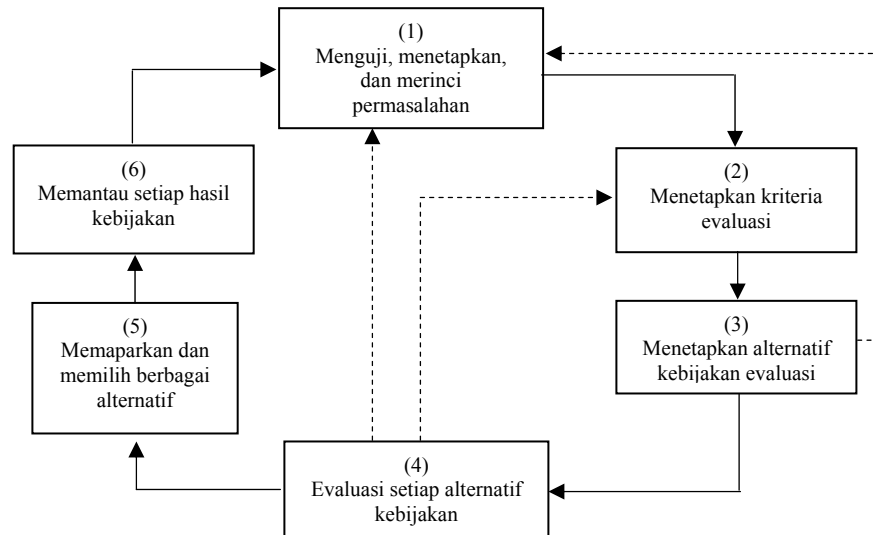 (1)
Menguji, menetapkan,
dan merinci
permasalahan
(6)
Memantau setiap hasil
kebijakan
(2)
Menetapkan kriteria
evaluasi
(5)
Memaparkan dan
memilih berbagai
alternatif
(3)
Menetapkan alternatif
kebijakan evaluasi
(4)
Evaluasi setiap alternatif
kebijakan